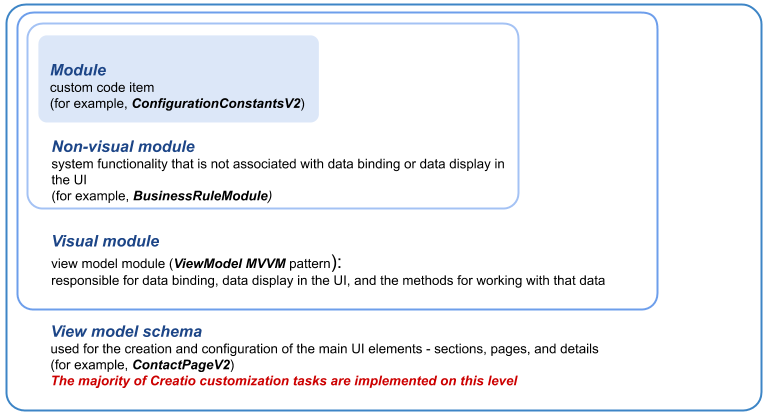 Module
custom code item
(for example, ConfigurationConstantsV2)
Non-visual module
system functionality that is not associated with data binding or data display in
the UI
(for example, BusinessRuleModule)
Visual module
view model module (ViewModel MVVM pattern):
responsible for data binding, data display in the UI, and the methods for working with that data
View model schema
used for the creation and configuration of the main UI elements - sections, pages, and details
(for example, ContactPageV2)
The majority of Creatio customization tasks are implemented on this level